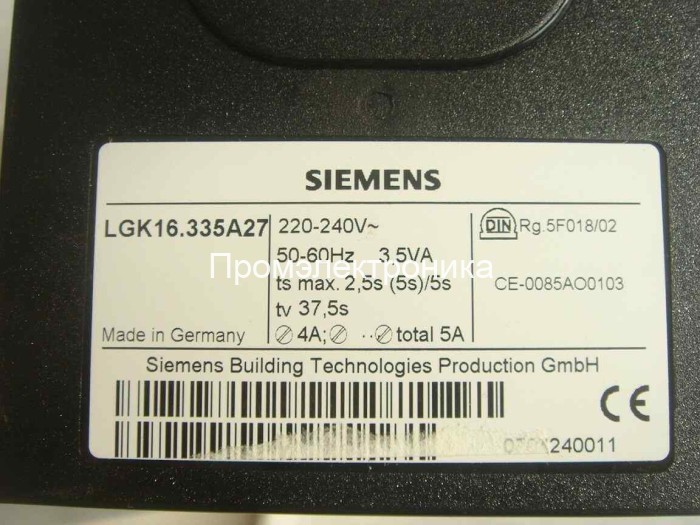 SIEMENS
LGK16.335A27
220-240V~
50-60Hz 3,5VA
ts max. 2,5s (5s)/5s
tv 37,5s
4A; ·· total 5A
DIN Rg.5F018/02
CE-0085AO0103
Made in Germany
Промэлектроника
Siemens Building Technologies Production GmbH
CE
240011